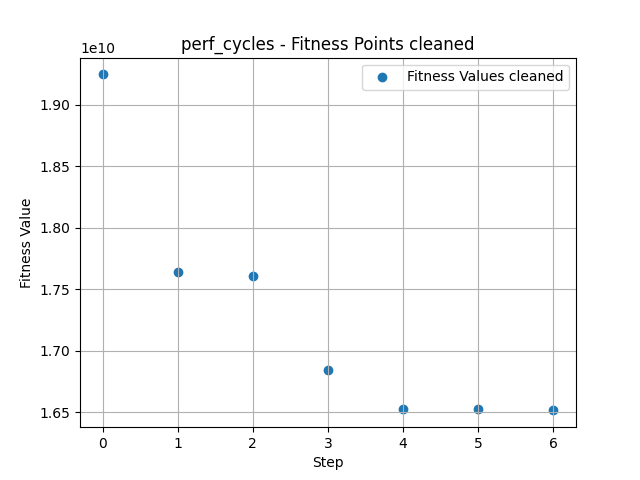 perf_cycles - Fitness Points cleaned
1e10
Fitness Values cleaned
1.90
1.85
1.80
1.75
1.70
1.65
Fitness Value
0 1 2 3 4 5 6
Step